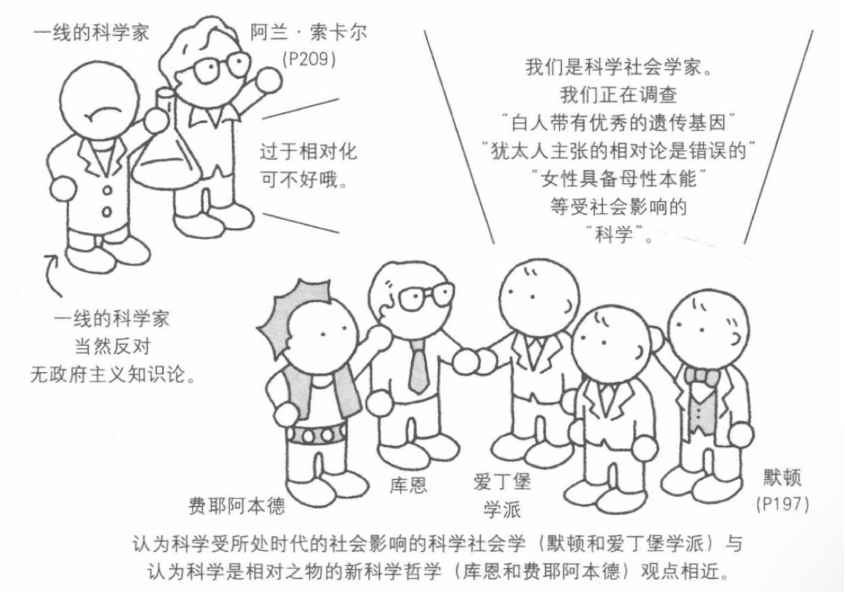 一线的科学家
阿兰·索卡尔
(P209)
过于相对化
可不好哦。
一线的科学家
当然反对
无政府主义知识论。
我们是科学社会学家。
我们正在调查
“白人带有优秀的遗传基因”
“犹太人主张的相对论是错误的”
“女性具备母性本能”
等受社会影响的
“科学”。
费耶阿本德
库恩
爱丁堡
学派
默顿
(P197)
认为科学受所处时代的社会影响的科学社会学（默顿和爱丁堡学派）与
认为科学是相对之物的新科学哲学（库恩和费耶阿本德）观点相近。